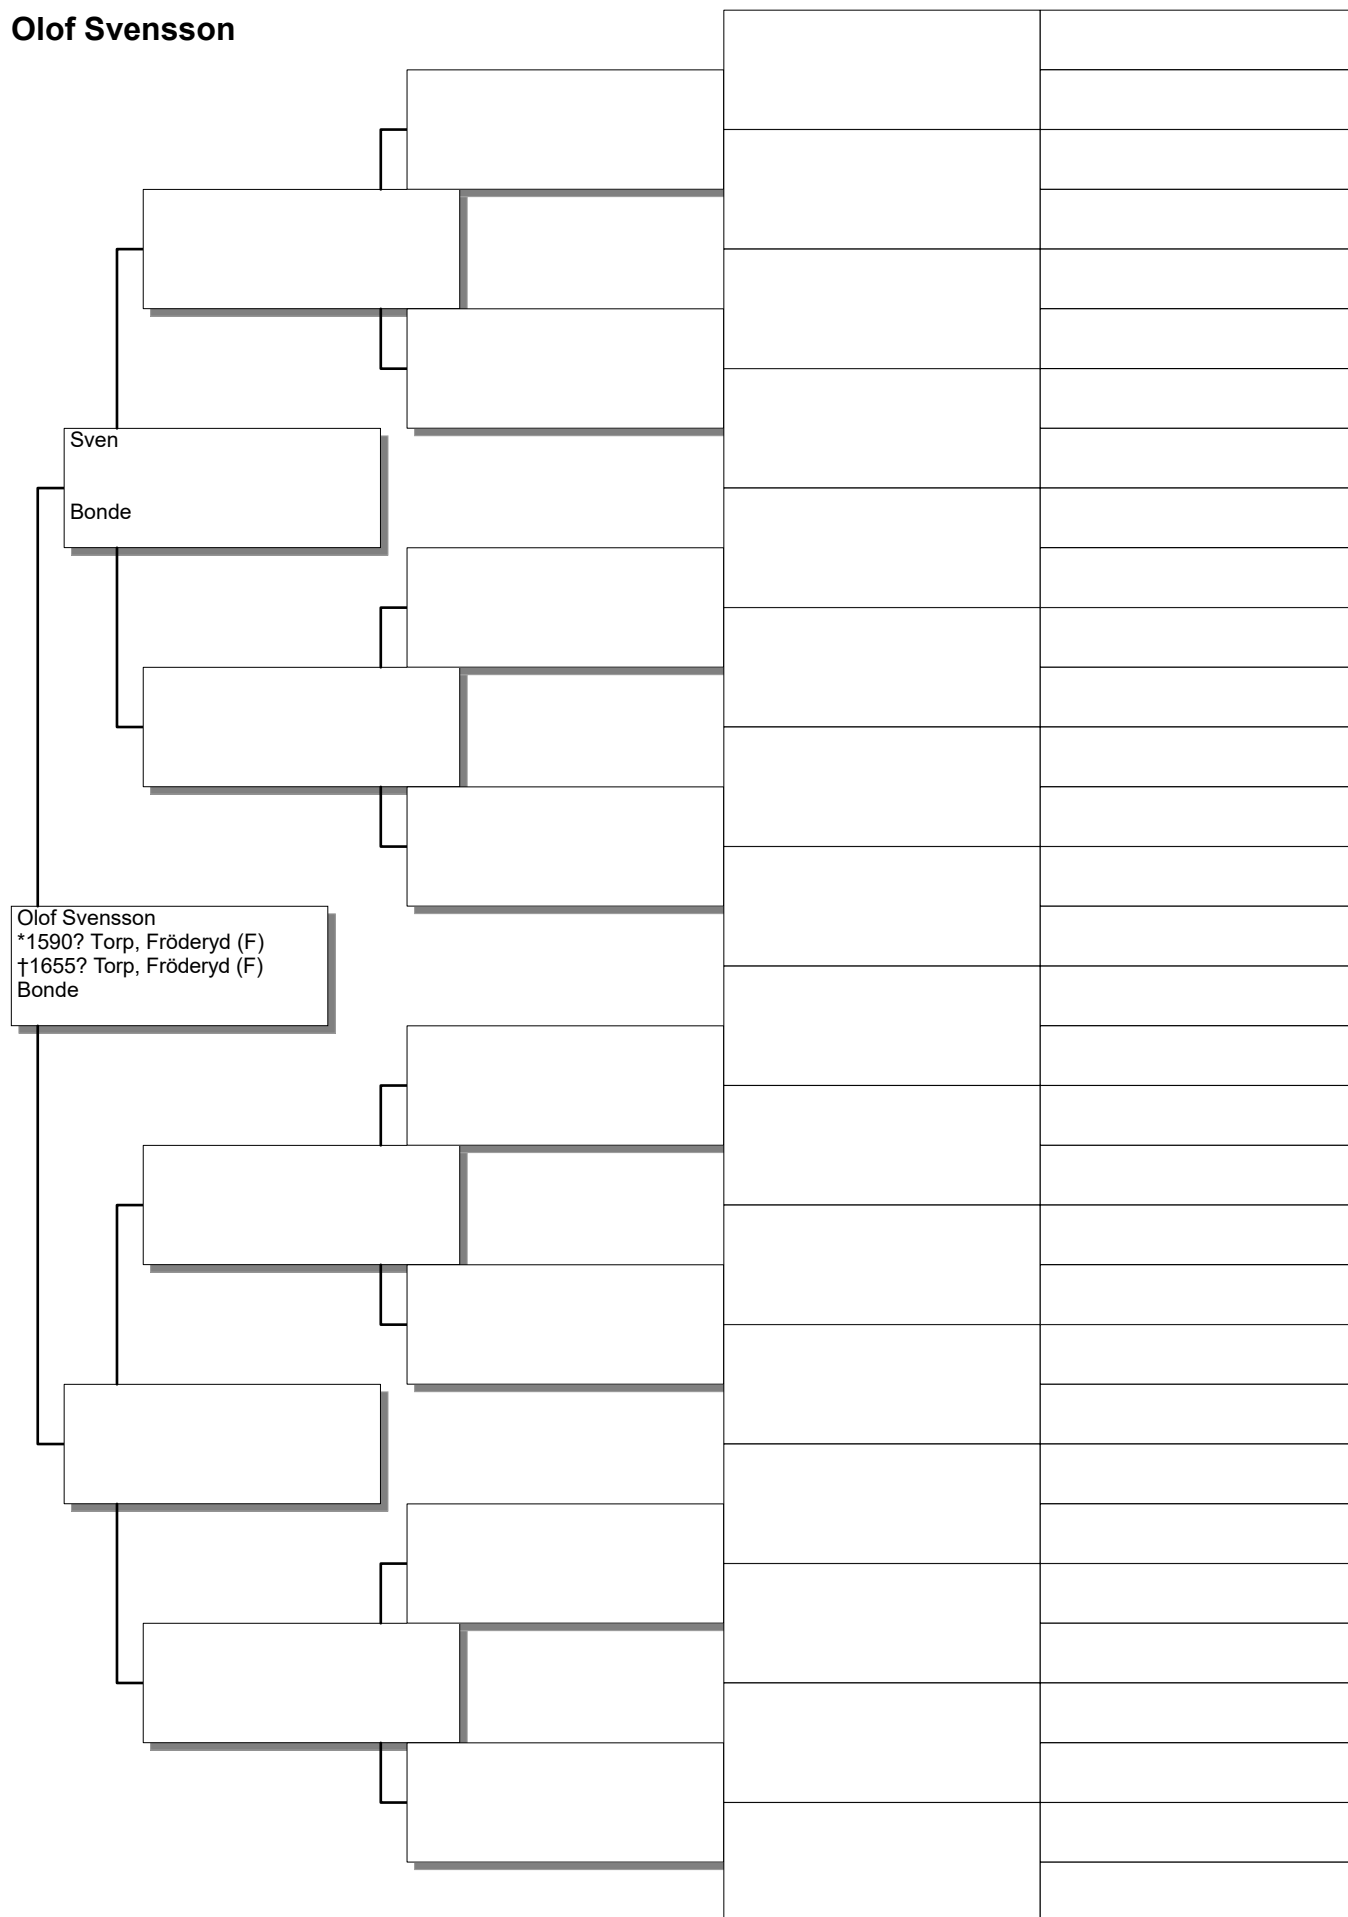 Olof Svensson
Sven
Bonde
Olof Svensson
*1590? Torp, Fröderyd (F)
†1655? Torp, Fröderyd (F)
Bonde